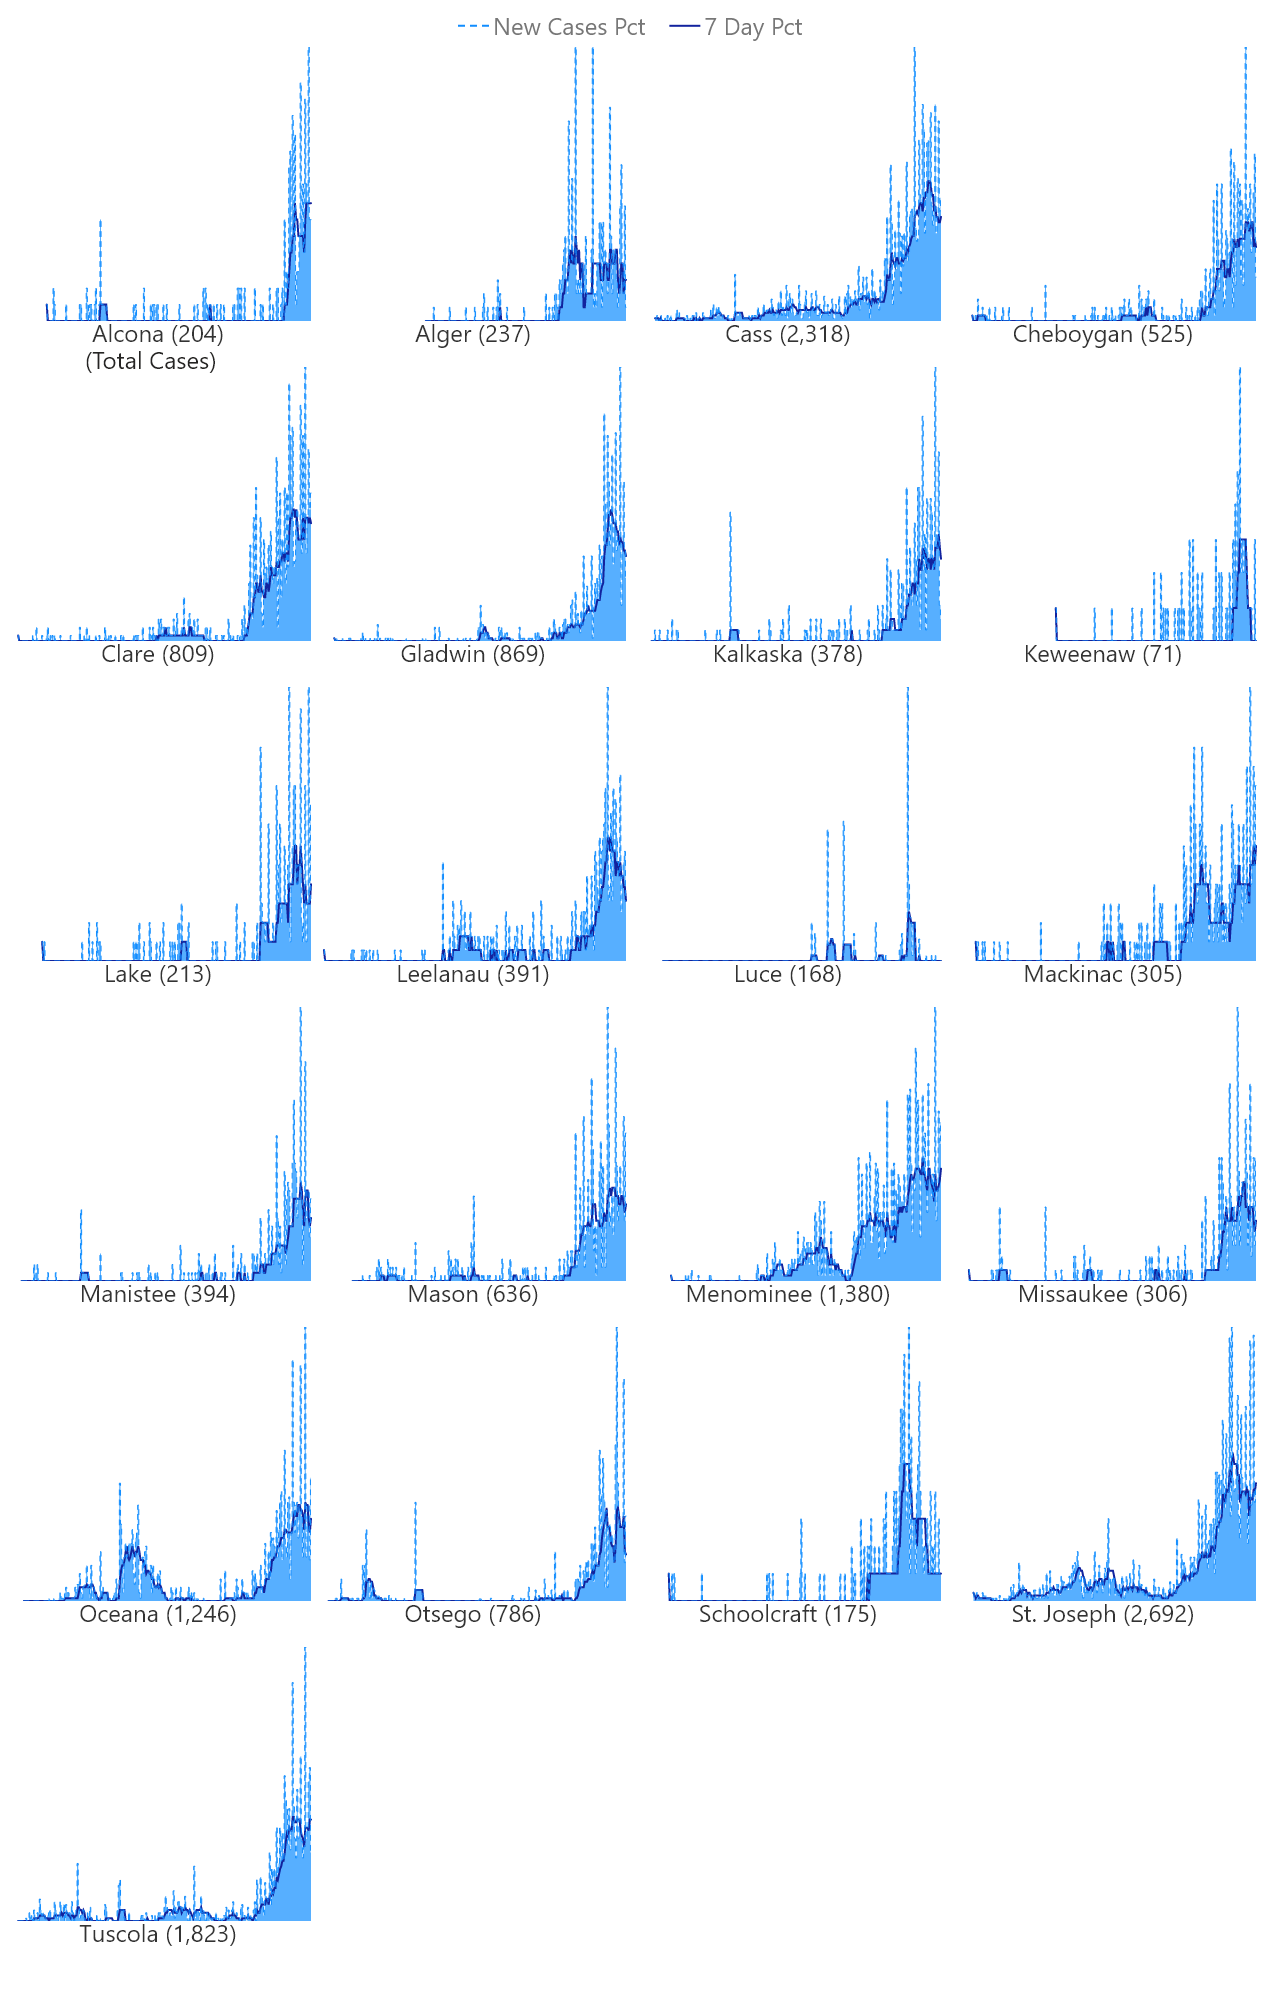 New Cases Pct 7 Day Pct
Alcona (204) Alger (237) Cass (2,318) Cheboygan (525)
(Total Cases)
Clare (809) Gladwin (869) Kalkaska (378) Keweenaw (71)
Lake (213) Leelanau (391) Luce (168) Mackinac (305)
Manistee (394) Mason (636) Menominee (1,380) Missaukee (306)
Oceana (1,246) Otsego (786) Schoolcraft (175) St. Joseph (2,692)
Tuscola (1,823)